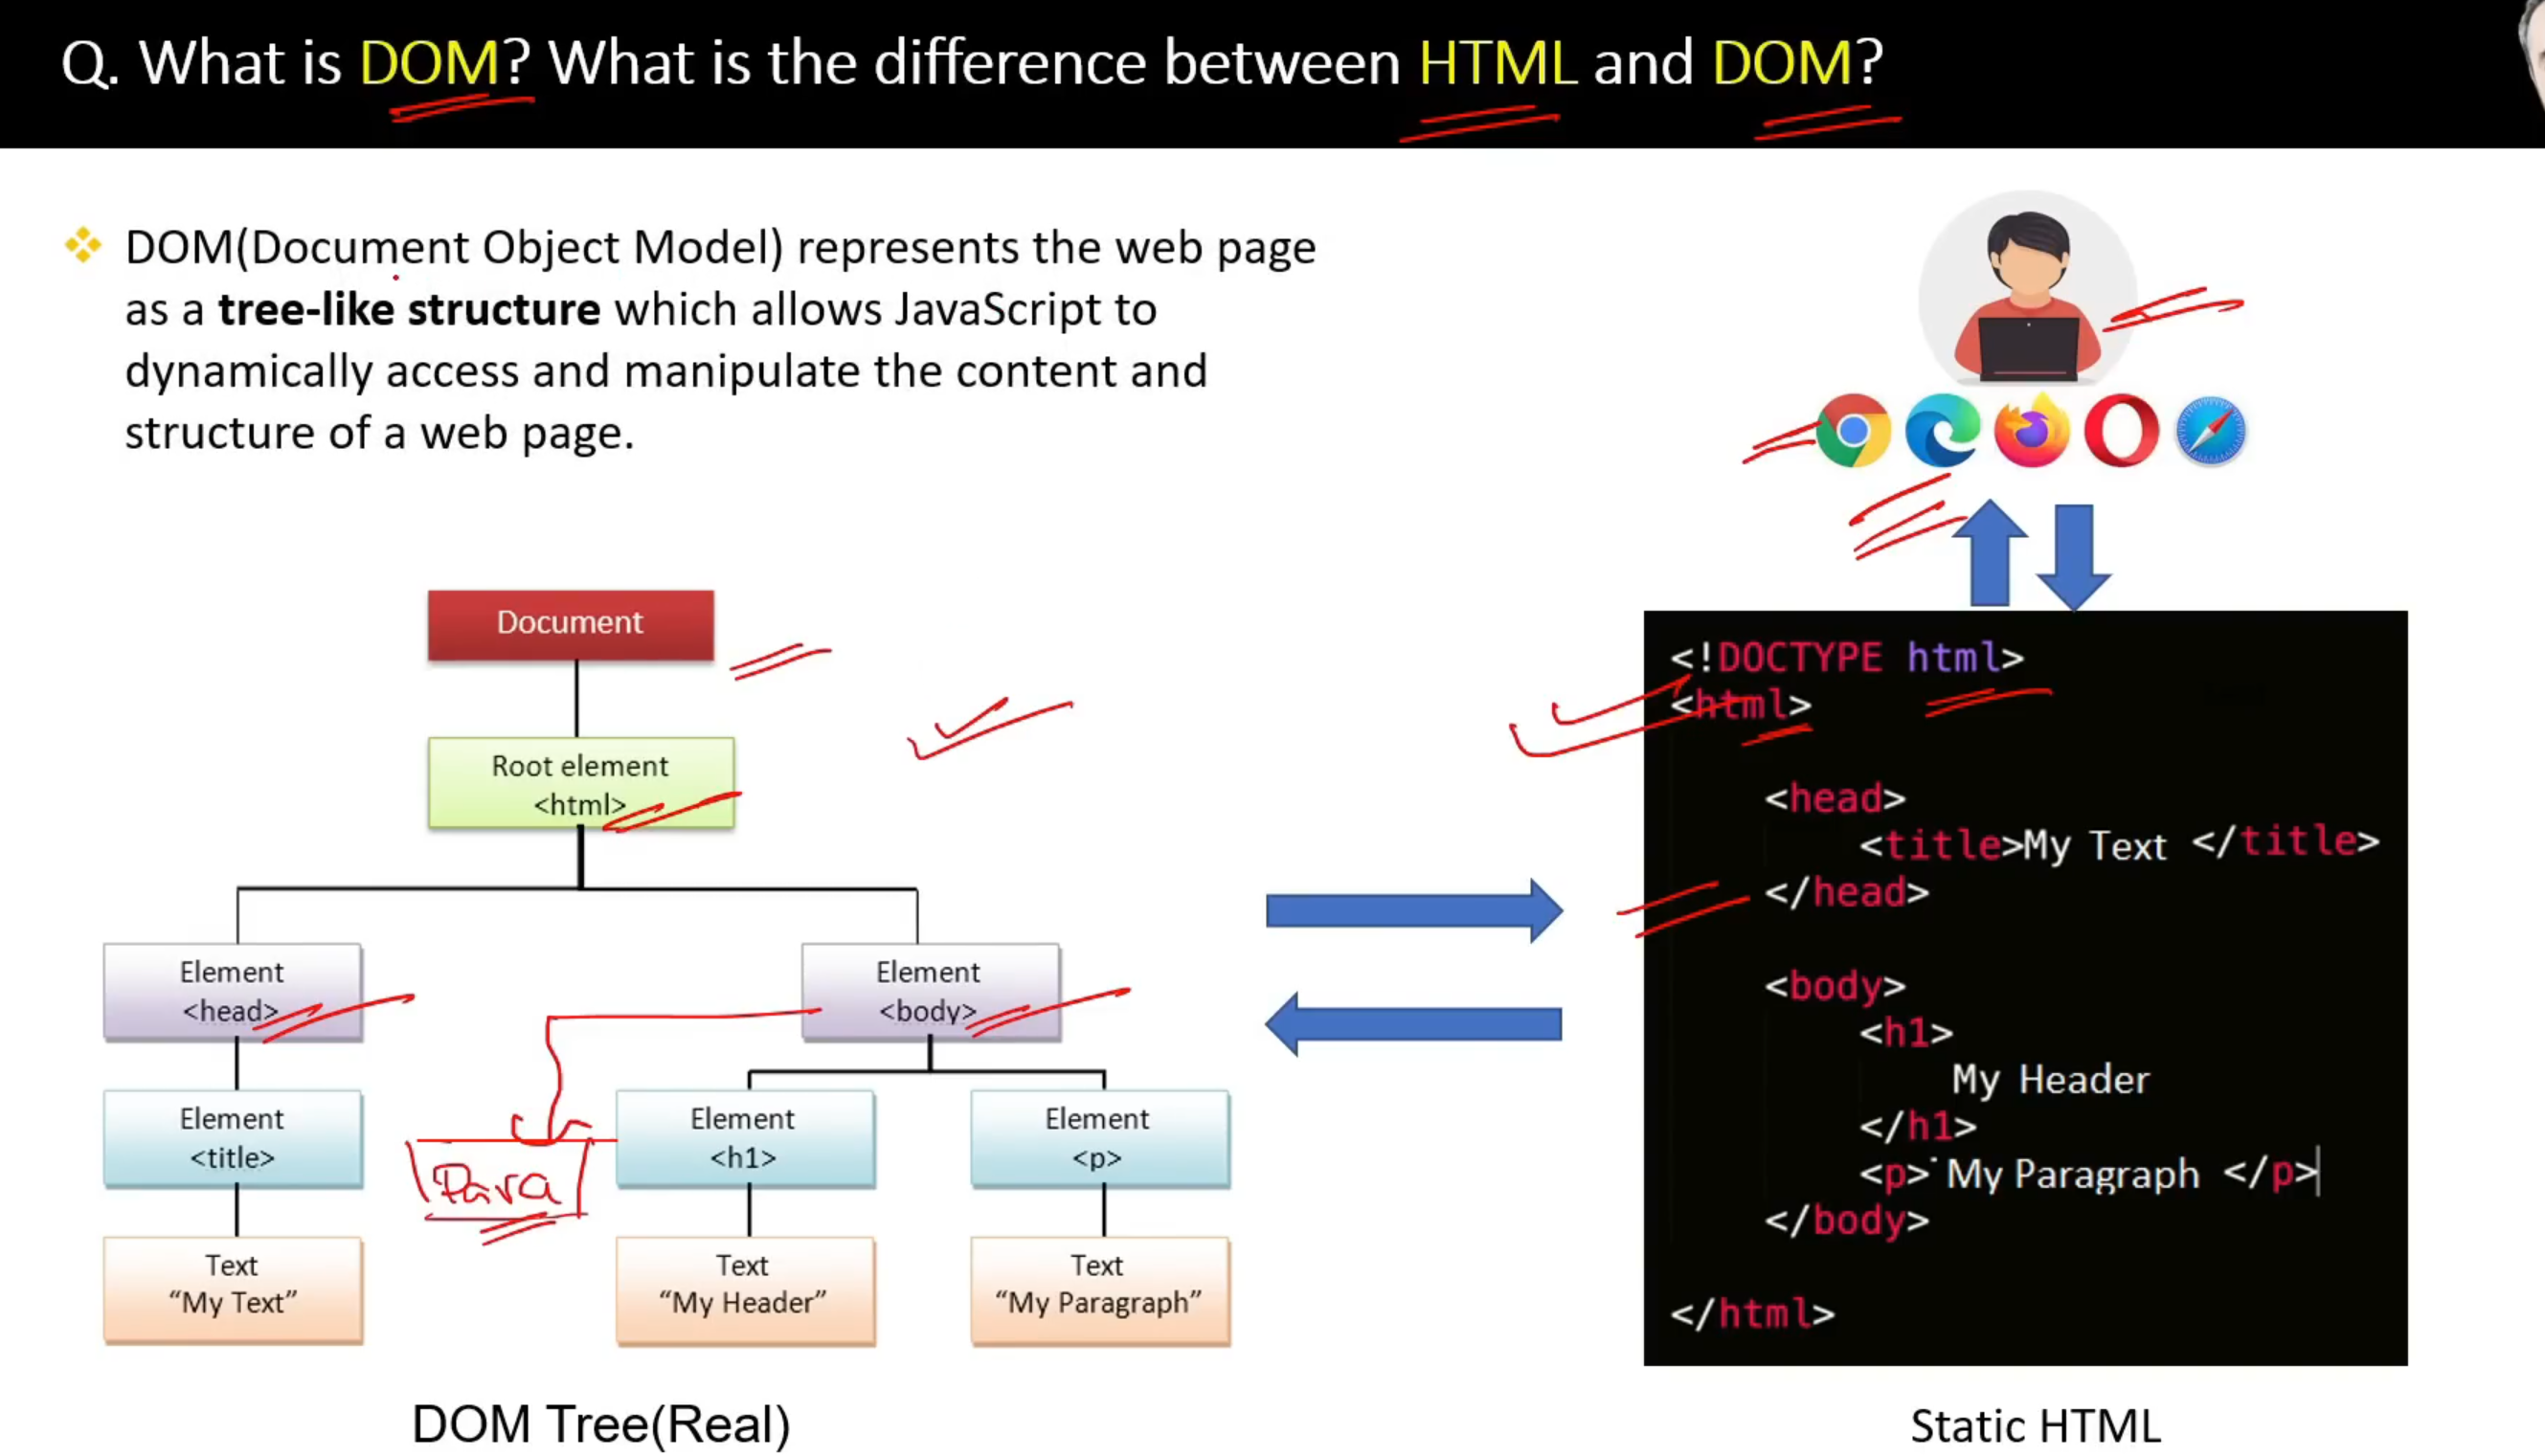 Q. What is DOM? What is the difference between HTML and DOM?
DOM(Document Object Model) represents the web page
as a tree-like structure which allows JavaScript to
dynamically access and manipulate the content and
structure of a web page.
Document
Root element
<html>
Element
<head>
Element
<body>
Element
<title>
Para
Element
<h1>
Element
<p>
Text
“My Text”
Text
“My Header”
Text
“My Paragraph”
DOM Tree(Real)
<!DOCTYPE html>
<html>
<head>
<title>My Text </title>
</head>
<body>
<h1>
My Header
</h1>
<p> My Paragraph </p>
</body>
</html>
Static HTML